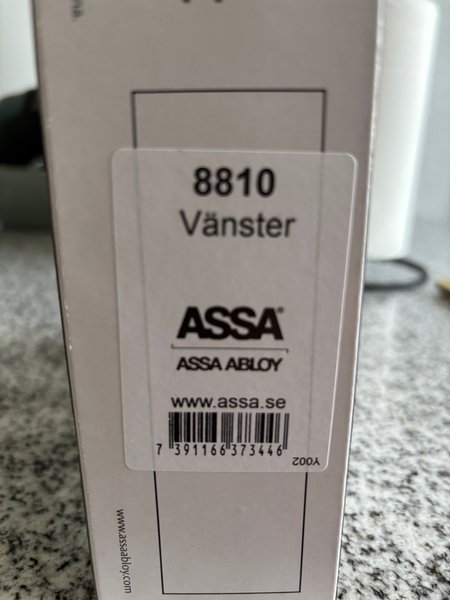 8810
Vänster
ASSA®
ASSA ABLOY
www.assa.se
7 391166 373446
Y002
www.assaabloy.com